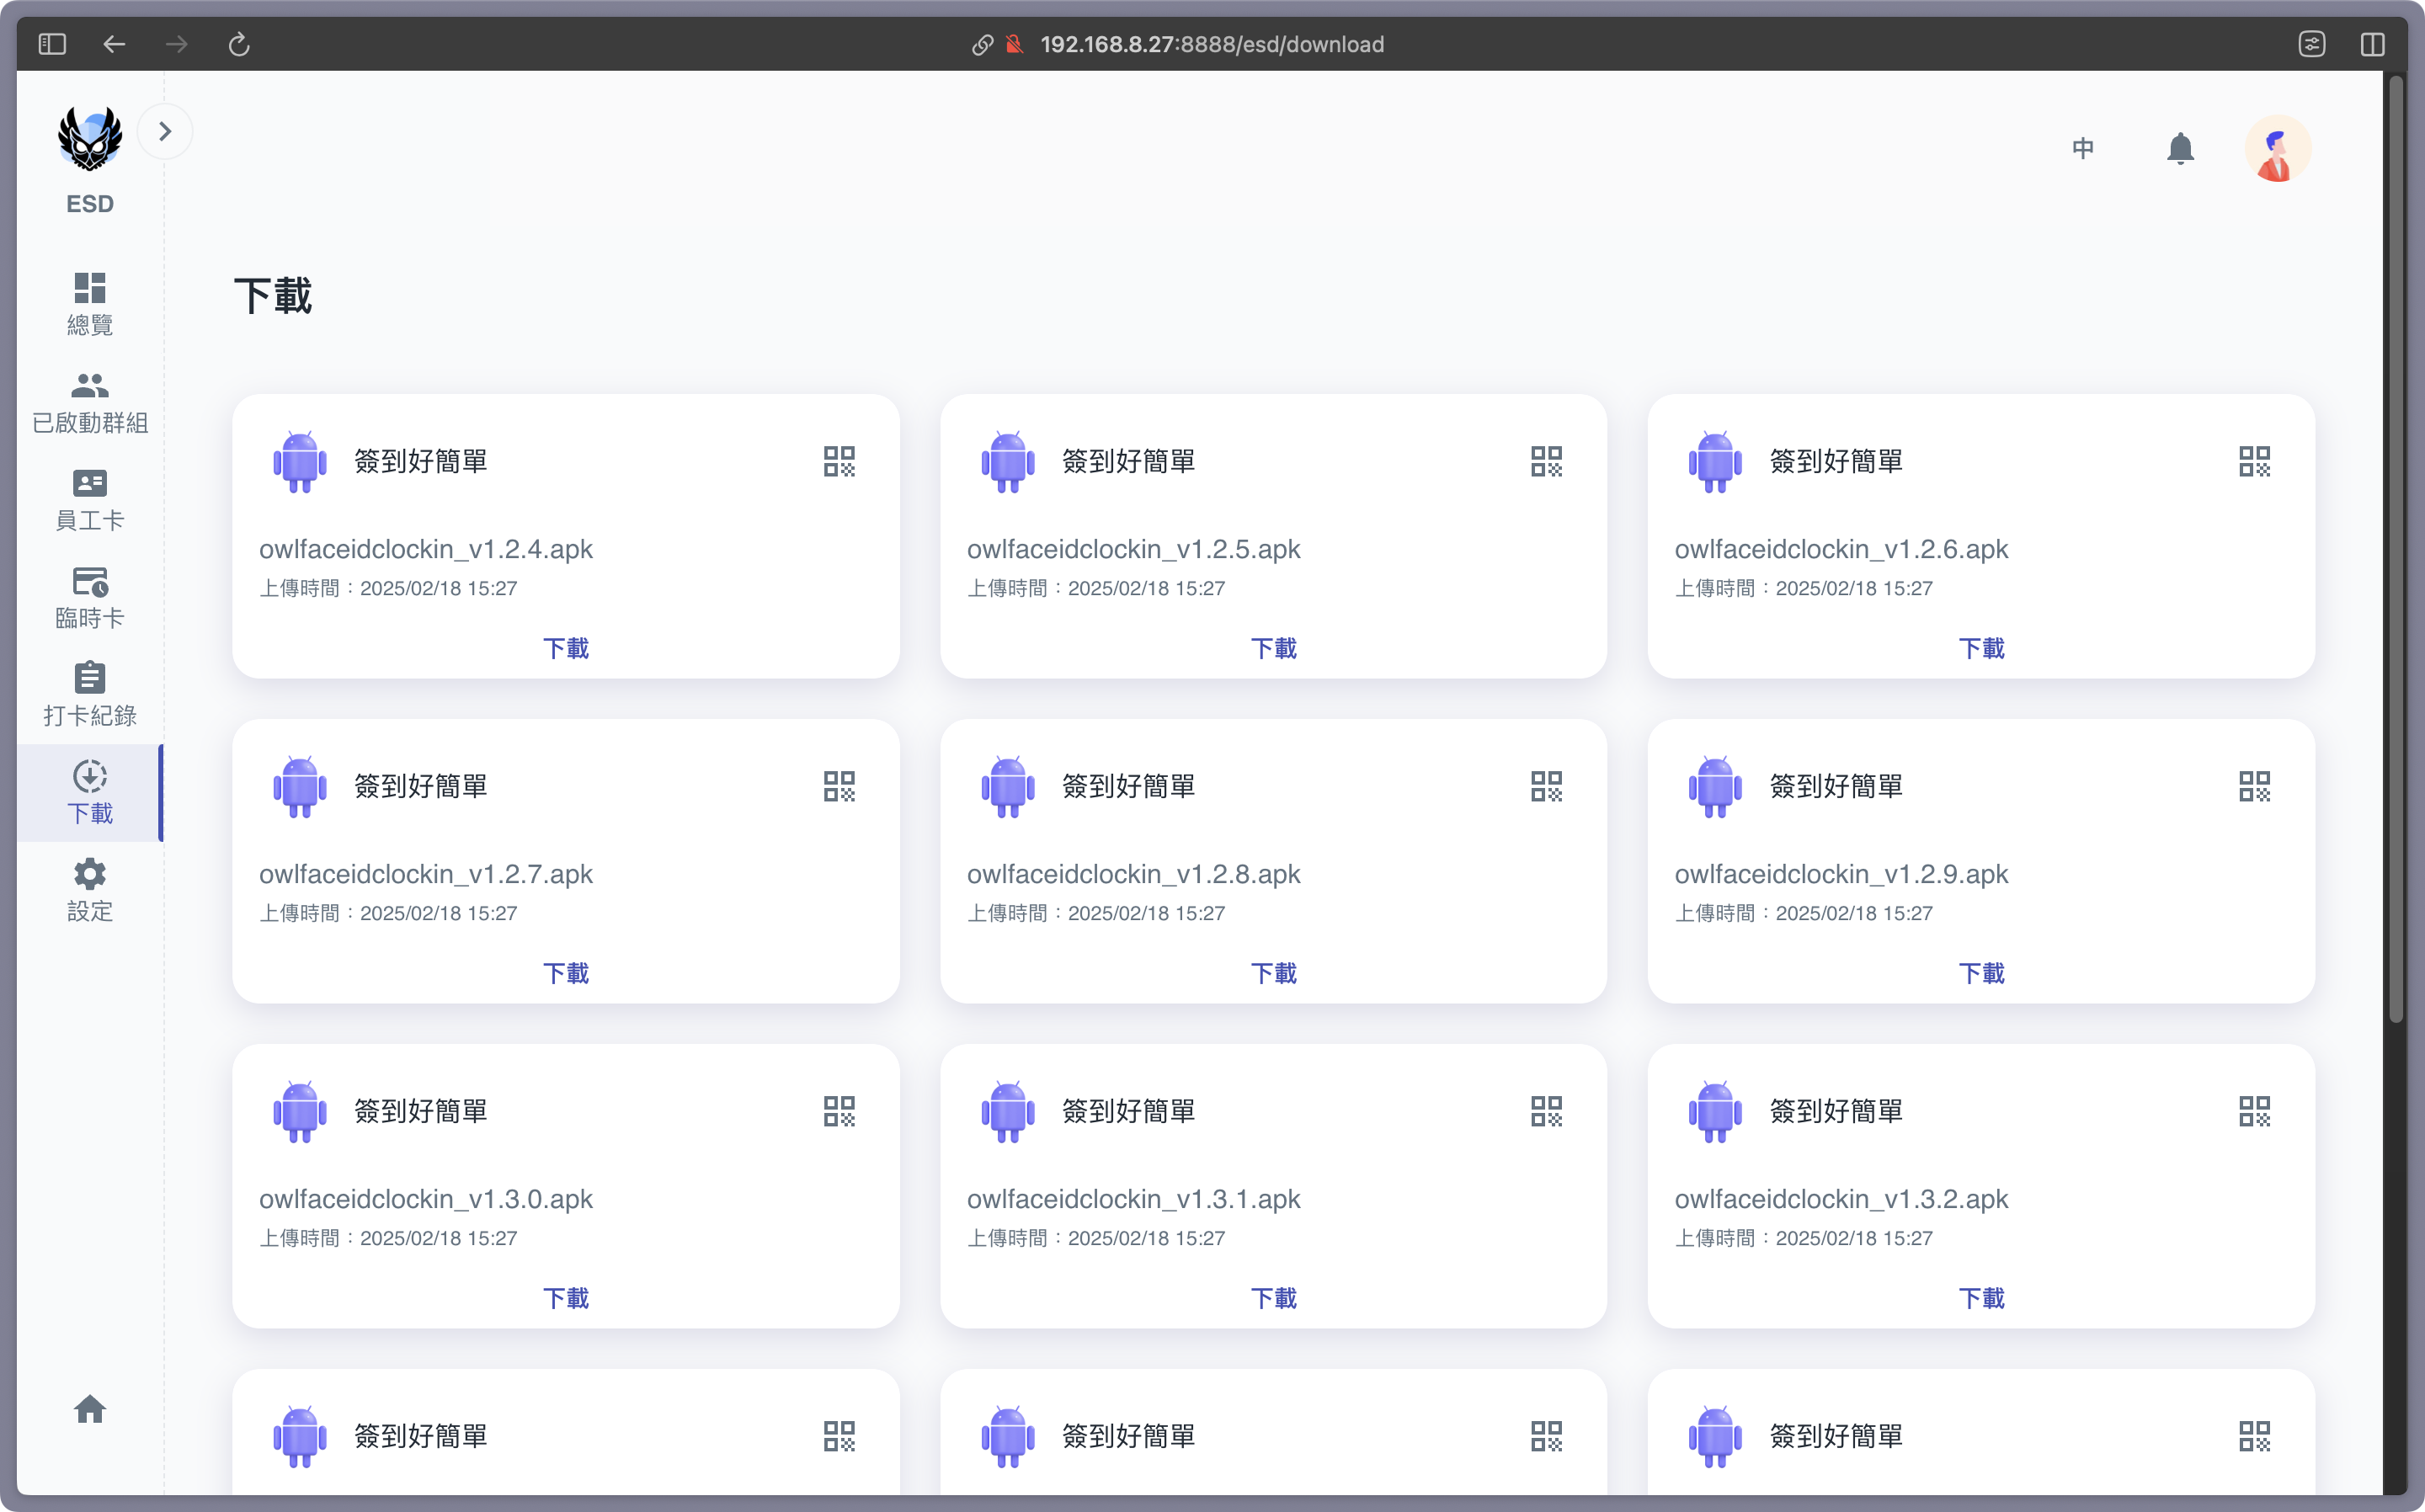 192.168.8.27:8888/esd/download
ESD
中
總覽
已啟動群組
員工卡
臨時卡
打卡紀錄
下載
設定
下載
簽到好簡單
owlfaceidclockin_v1.2.4.apk
上傳時間：2025/02/18 15:27
下載
簽到好簡單
owlfaceidclockin_v1.2.5.apk
上傳時間：2025/02/18 15:27
下載
簽到好簡單
owlfaceidclockin_v1.2.6.apk
上傳時間：2025/02/18 15:27
下載
簽到好簡單
owlfaceidclockin_v1.2.7.apk
上傳時間：2025/02/18 15:27
下載
簽到好簡單
owlfaceidclockin_v1.2.8.apk
上傳時間：2025/02/18 15:27
下載
簽到好簡單
owlfaceidclockin_v1.2.9.apk
上傳時間：2025/02/18 15:27
下載
簽到好簡單
owlfaceidclockin_v1.3.0.apk
上傳時間：2025/02/18 15:27
下載
簽到好簡單
owlfaceidclockin_v1.3.1.apk
上傳時間：2025/02/18 15:27
下載
簽到好簡單
owlfaceidclockin_v1.3.2.apk
上傳時間：2025/02/18 15:27
下載
簽到好簡單
簽到好簡單
簽到好簡單